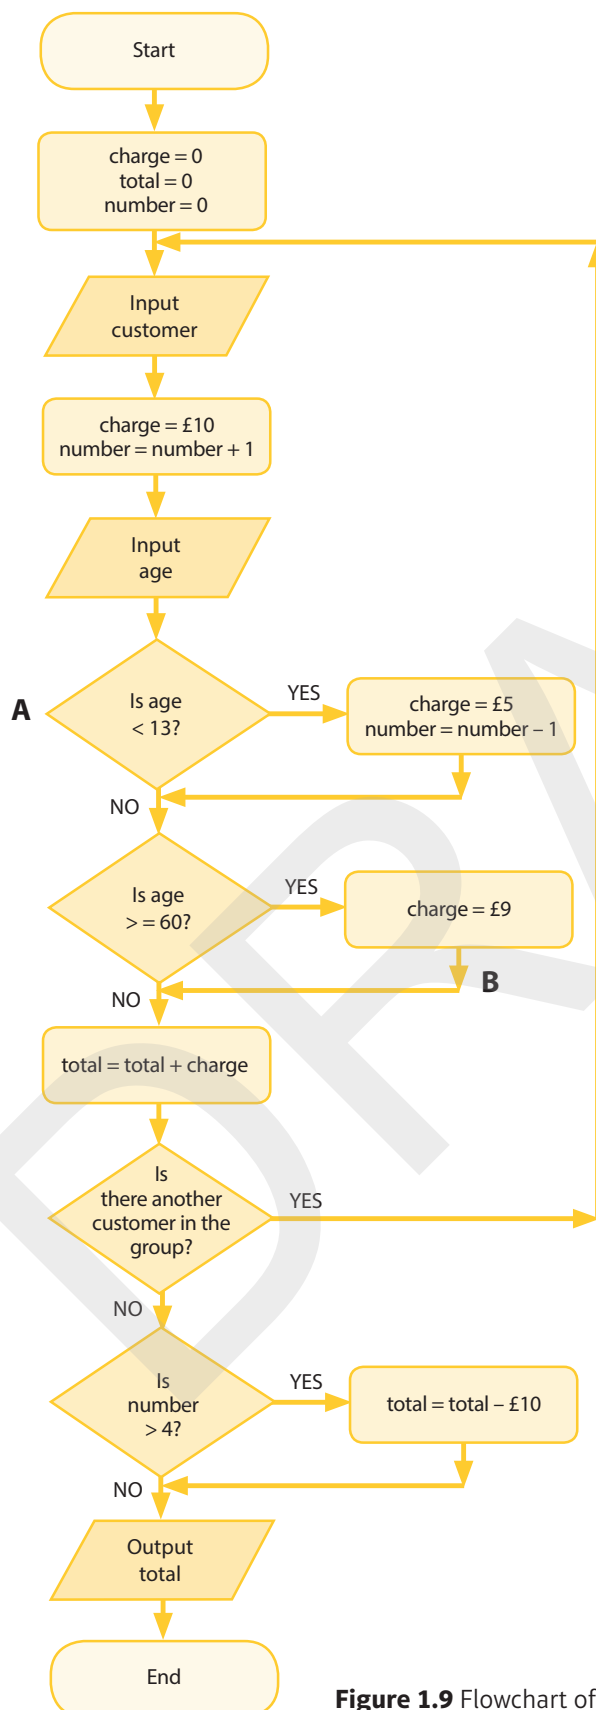 Start
charge = 0
total = 0
number = 0
Input
customer
charge = £10
number = number + 1
Input
age
A
Is age
< 13?
YES
charge = £5
number = number – 1
NO
Is age
> = 60?
YES
charge = £9
B
NO
total = total + charge
Is
there another
customer in the
group?
YES
NO
Is
number
> 4?
YES
total = total – £10
NO
Output
total
End
Figure 1.9 Flowchart of